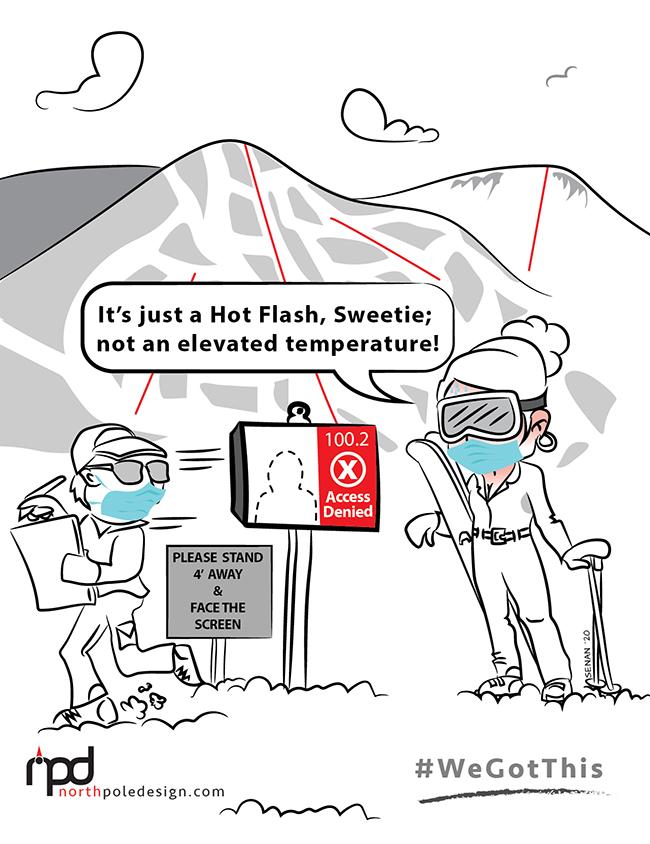 It's just a Hot Flash, Sweetie;
not an elevated temperature!
100.2
X
Access
Denied
PLEASE STAND
4' AWAY
&
FACE THE
SCREEN
SENAN '20
npd
northpoledesign.com
#WeGotThis